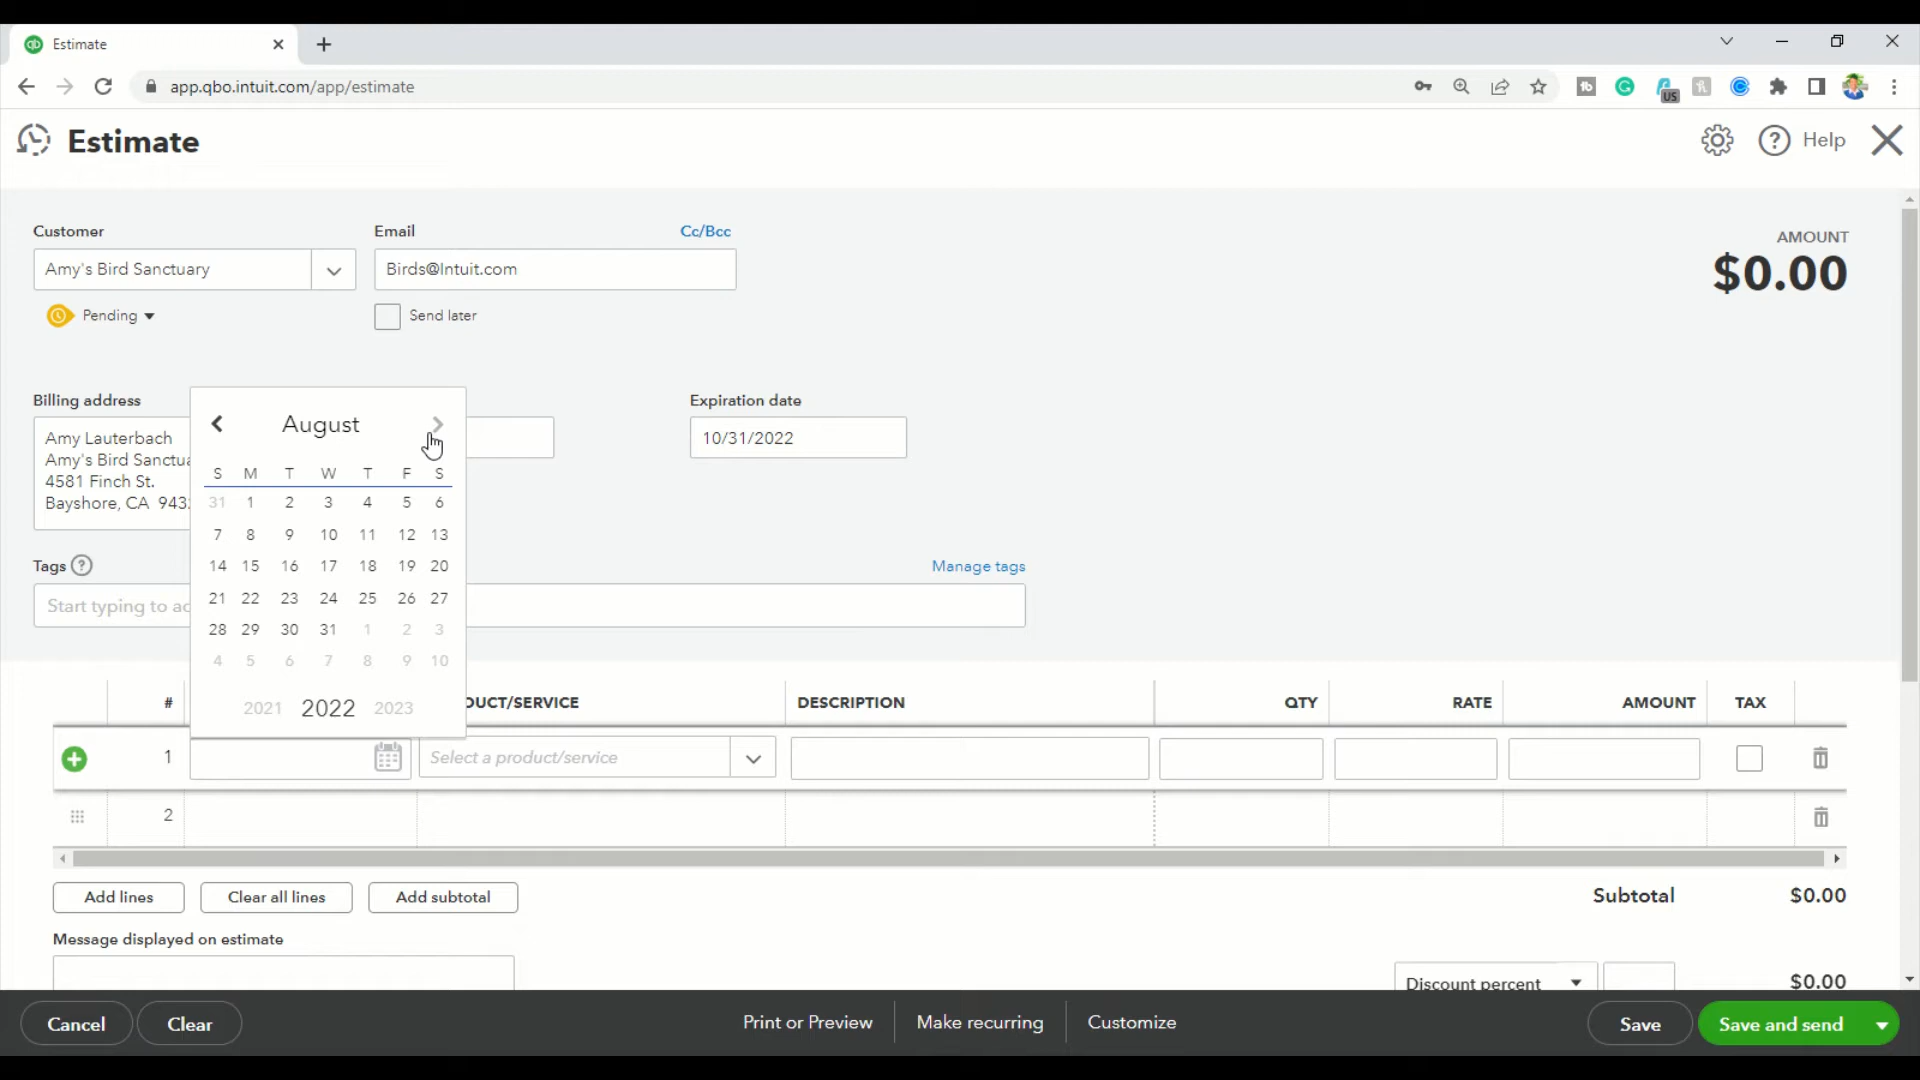 Estimate
app.qbo.intuit.com/app/estimate
US
Estimate
Help
Customer
Email
Cc/Bcc
AMOUNT
Amy's Bird Sanctuary
Birds@Intuit.com
$0.00
Pending
Send later
Billing address
Expiration date
Amy Lauterbach
Amy's Bird Sanctua
4581 Finch St.
Bayshore, CA 943
10/31/2022
August
S M T W T F S
31 1 2 3 4 5 6
7 8 9 10 11 12 13
14 15 16 17 18 19 20
21 22 23 24 25 26 27
28 29 30 31 1 2 3
4 5 6 7 8 9 10
2021 2022 2023
Tags ?
Manage tags
Start typing to ad
# DUCT/SERVICE DESCRIPTION QTY RATE AMOUNT TAX
1 Select a product/service
2
Add lines
Clear all lines
Add subtotal
Subtotal $0.00
Message displayed on estimate
Discount percent
$0.00
Cancel
Clear
Print or Preview
Make recurring
Customize
Save
Save and send